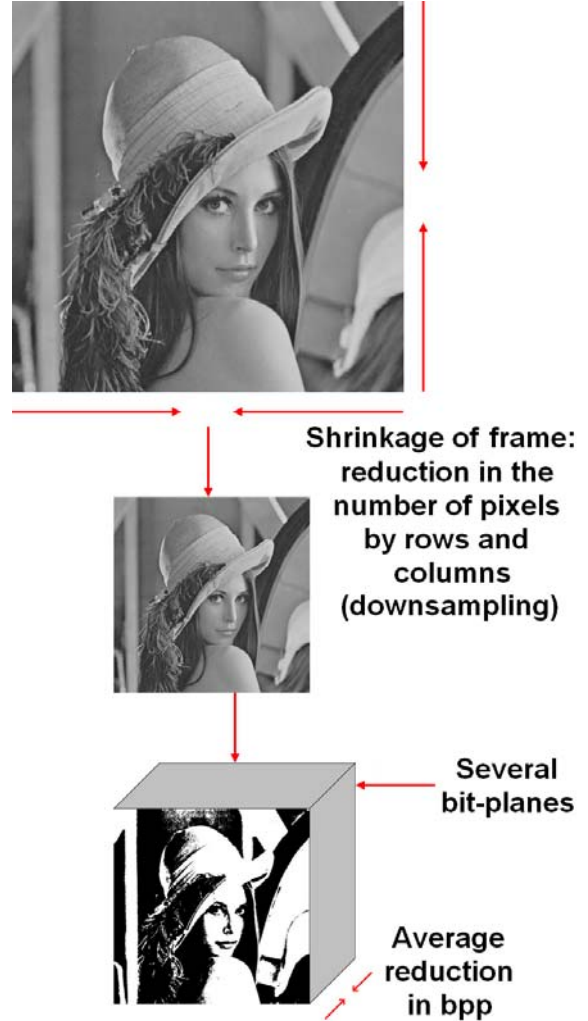 Shrinkage of frame:
reduction in the
number of pixels
by rows and
columns
(downsampling)
Several
bit-planes
Average
reduction
in bpp